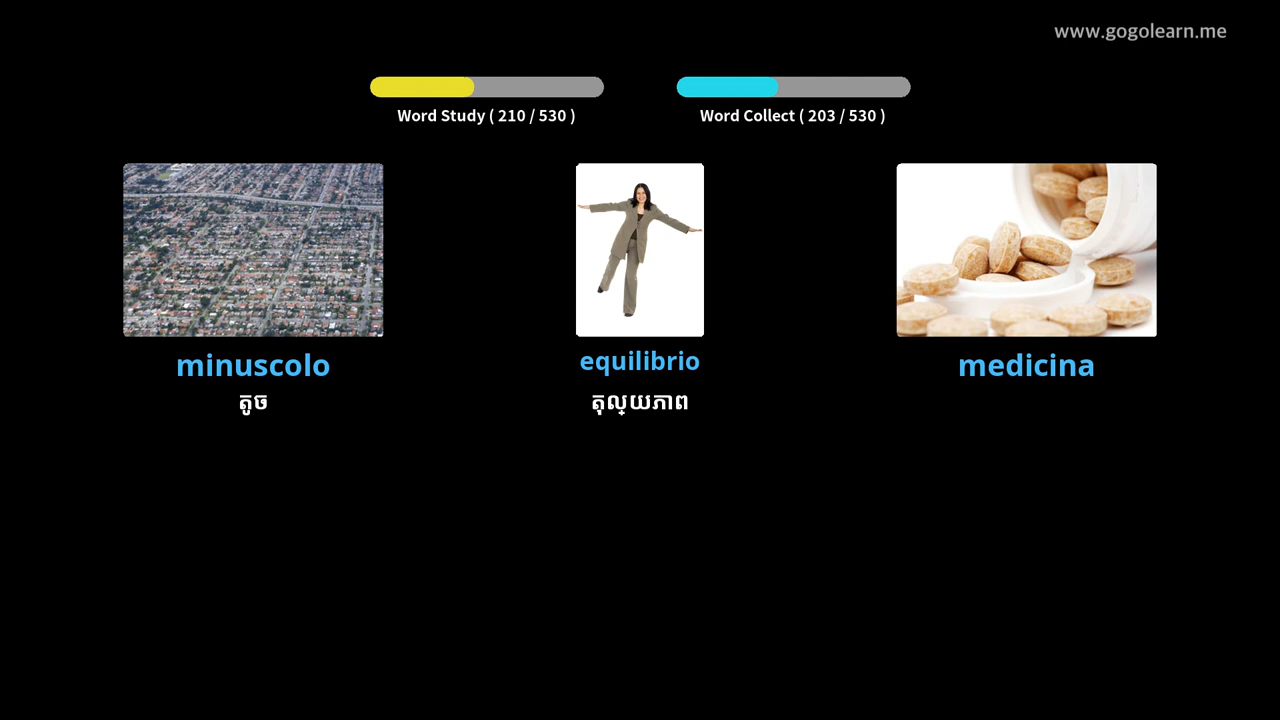 www.gogolearn.me
Word Study ( 210 / 530 )
Word Collect ( 203 / 530 )
minuscolo
equilibrio
medicina
តូច
តុល្យភាព